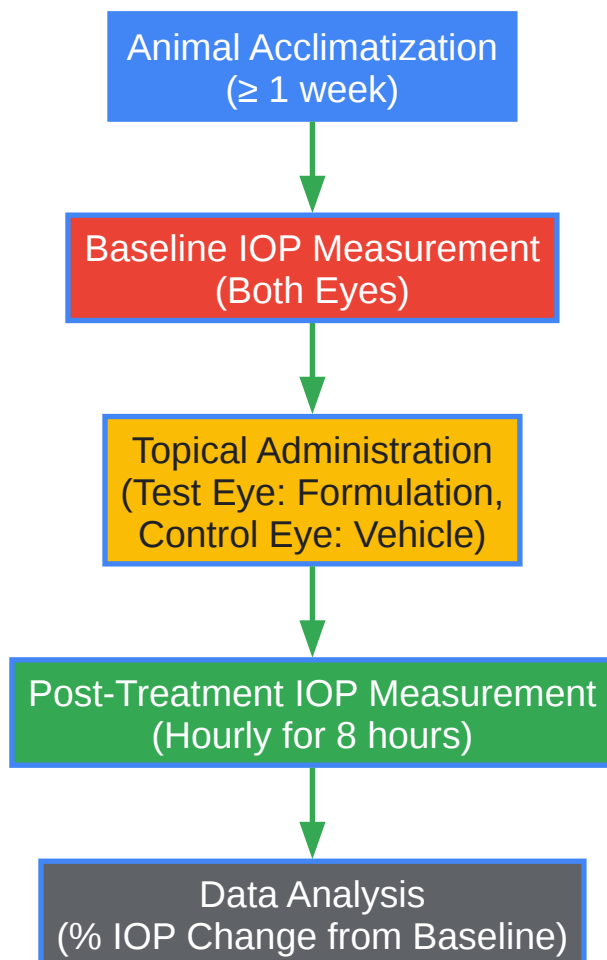 Animal Acclimatization
(≥ 1 week)
Baseline IOP Measurement
(Both Eyes)
Topical Administration
(Test Eye: Formulation,
Control Eye: Vehicle)
Post-Treatment IOP Measurement
(Hourly for 8 hours)
Data Analysis
(% IOP Change from Baseline)